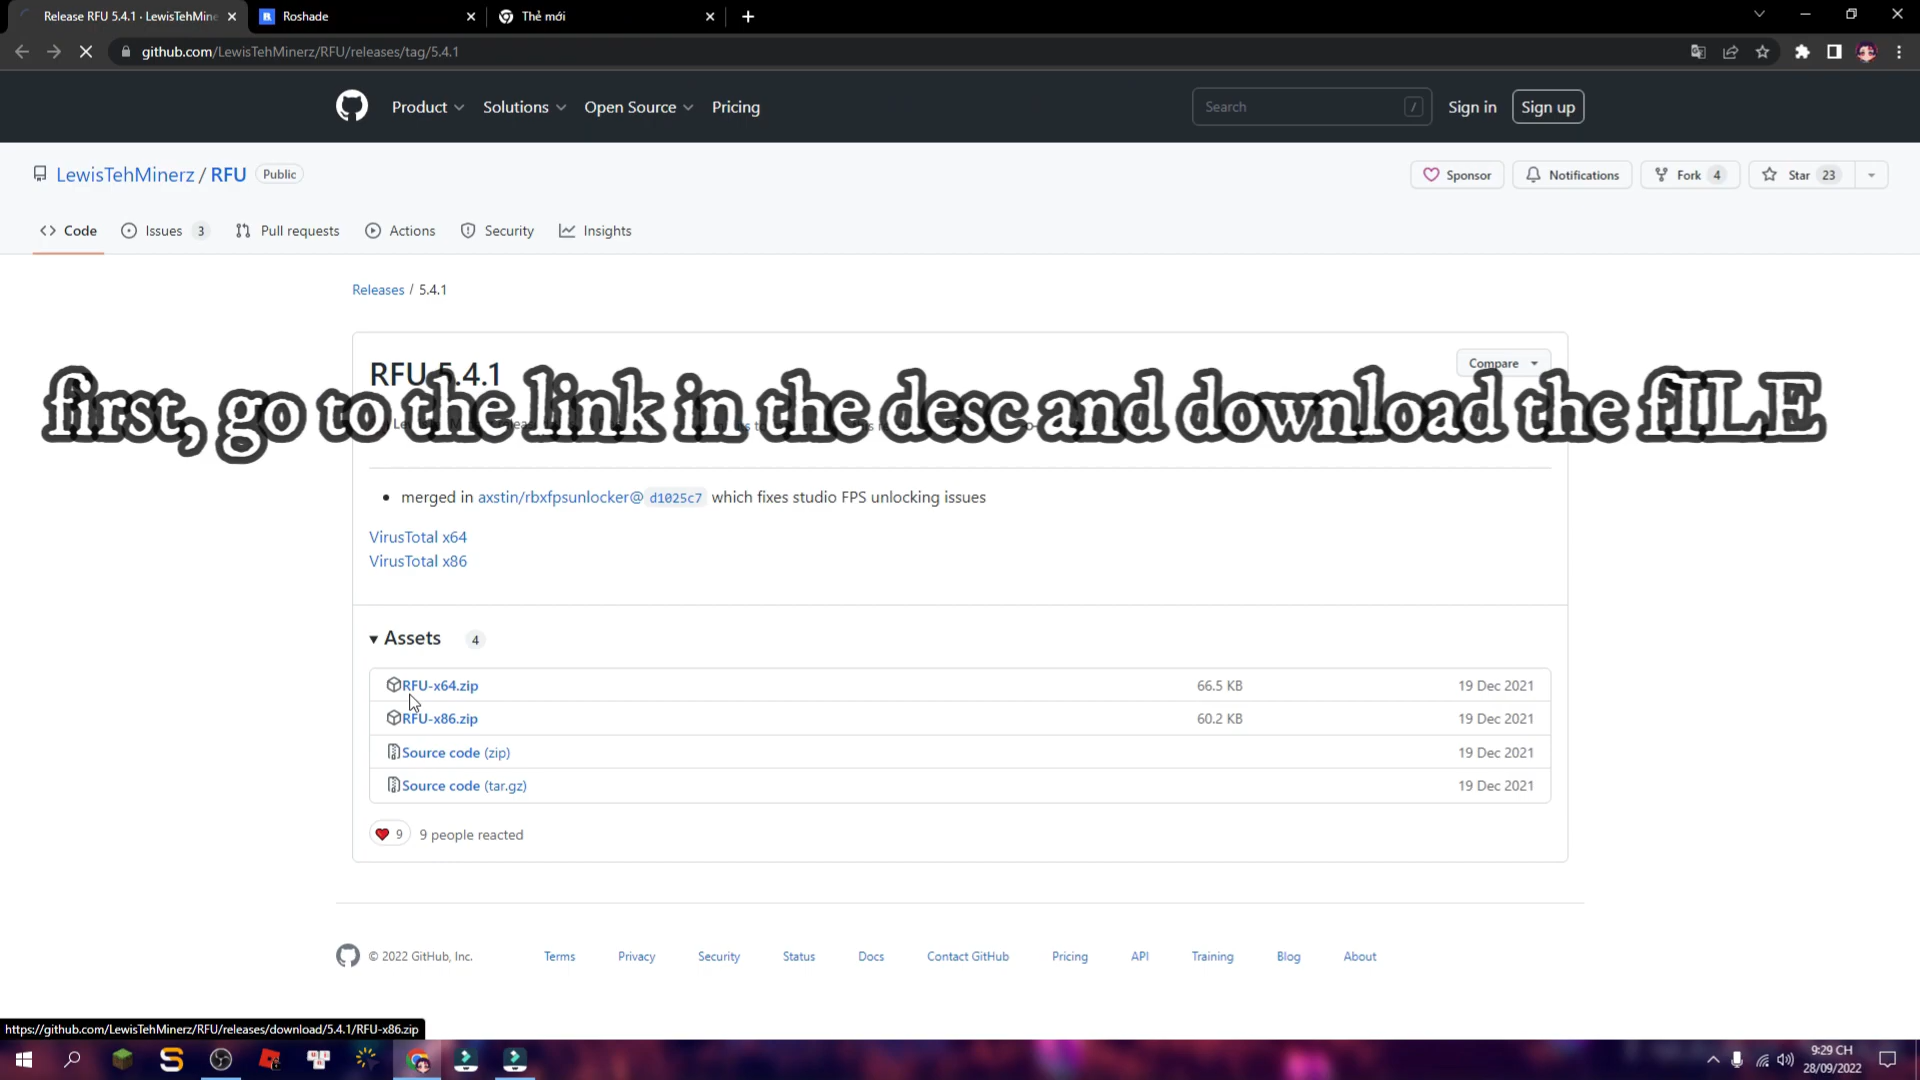 Release RFU 5.4.1 · LewisTehMine
Roshade
Thẻ mới
github.com/LewisTehMinerz/RFU/releases/tag/5.4.1
Product
Solutions
Open Source
Pricing
Search
/
Sign in
Sign up
LewisTehMinerz / RFU
Public
Sponsor
Notifications
Fork 4
Star 23
Code
Issues 3
Pull requests
Actions
Security
Insights
Releases / 5.4.1
RFU 5.4.1
Compare
first, go to the link in the desc and download the fILE
merged in axstin/rbxfpsunlocker@d1025c7 which fixes studio FPS unlocking issues
VirusTotal x64
VirusTotal x86
Assets 4
RFU-x64.zip 66.5 KB 19 Dec 2021
RFU-x86.zip 60.2 KB 19 Dec 2021
Source code (zip) 19 Dec 2021
Source code (tar.gz) 19 Dec 2021
9 9 people reacted
© 2022 GitHub, Inc.
Terms
Privacy
Security
Status
Docs
Contact GitHub
Pricing
API
Training
Blog
About
https://github.com/LewisTehMinerz/RFU/releases/download/5.4.1/RFU-x86.zip
9:29 CH
28/09/2022